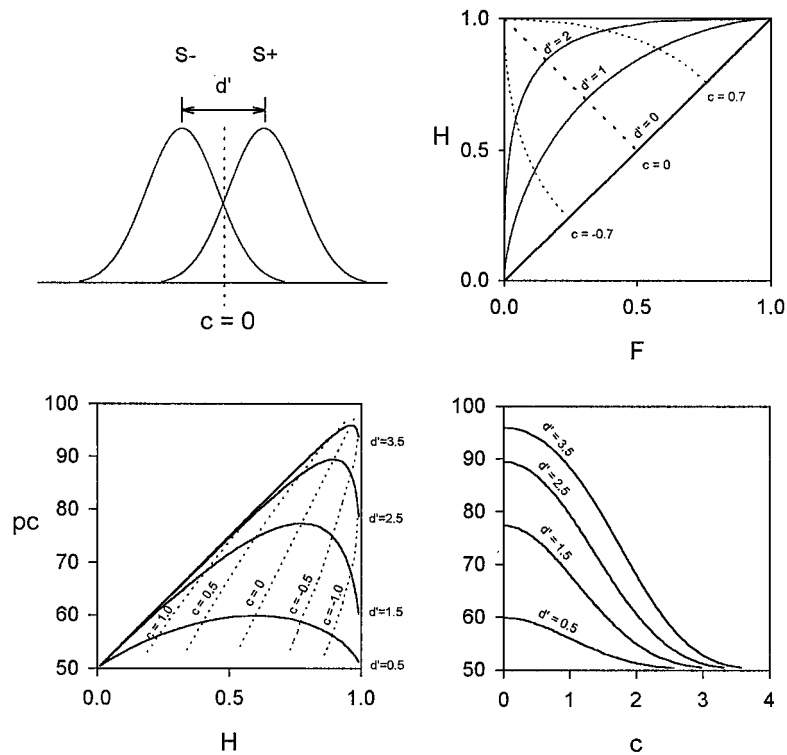 S-
S+
d'
c = 0
1.0
0.5
0.0
H
d' = 2
d' = 1
d' = 0
c = 0.7
c = 0
c = -0.7
0.0
0.5
1.0
F
100
90
80
70
60
50
pc
c = 1.0
c = 0.5
c = 0
c = -0.5
c = -1.0
d'=3.5
d'=2.5
d'=1.5
d'=0.5
0.0
0.5
1.0
H
100
90
80
70
60
50
d' = 3.5
d' = 2.5
d' = 1.5
d' = 0.5
0
1
2
3
4
c